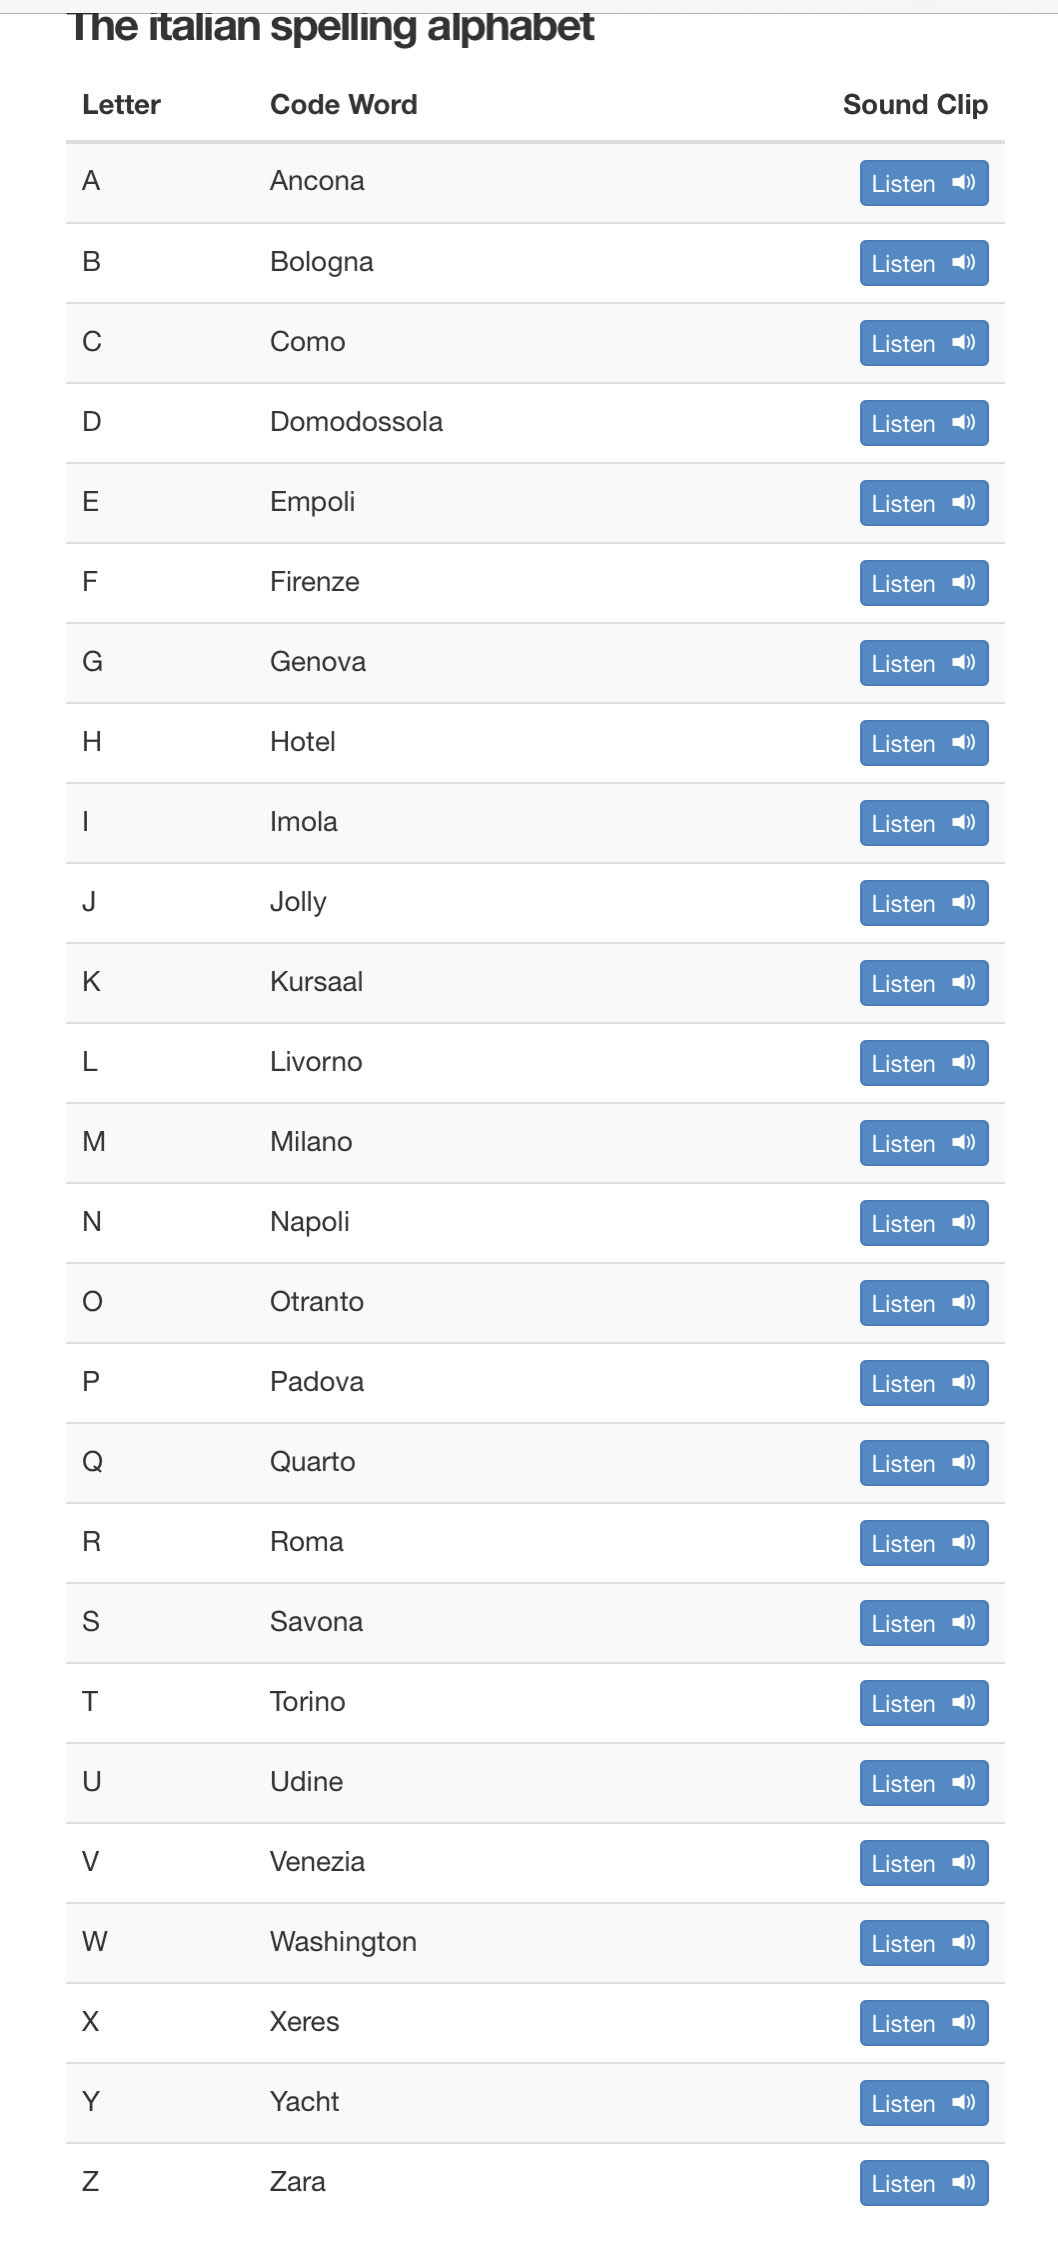 The italian spelling alphabet
Letter Code Word Sound Clip
A Ancona Listen
B Bologna Listen
C Como Listen
D Domodossola Listen
E Empoli Listen
F Firenze Listen
G Genova Listen
H Hotel Listen
I Imola Listen
J Jolly Listen
K Kursaal Listen
L Livorno Listen
M Milano Listen
N Napoli Listen
O Otranto Listen
P Padova Listen
Q Quarto Listen
R Roma Listen
S Savona Listen
T Torino Listen
U Udine Listen
V Venezia Listen
W Washington Listen
X Xeres Listen
Y Yacht Listen
Z Zara Listen